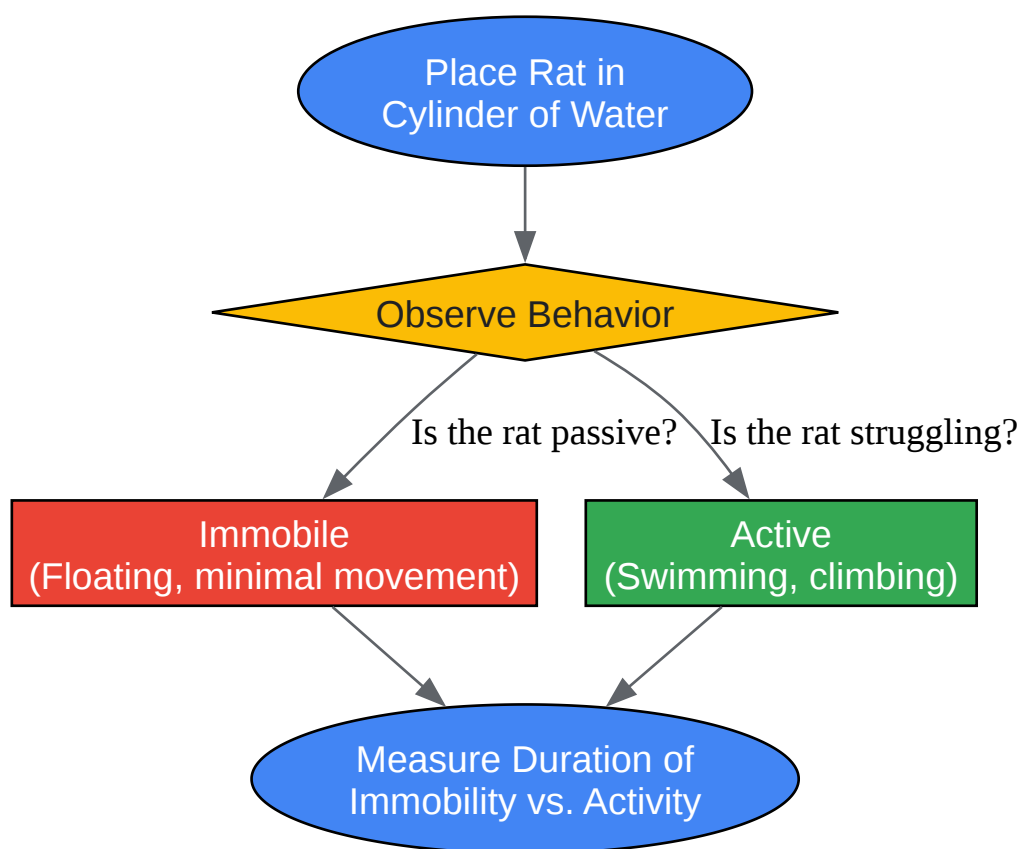 Place Rat in
Cylinder of Water
Observe Behavior
Is the rat passive?
Is the rat struggling?
Immobile
(Floating, minimal movement)
Active
(Swimming, climbing)
Measure Duration of
Immobility vs. Activity